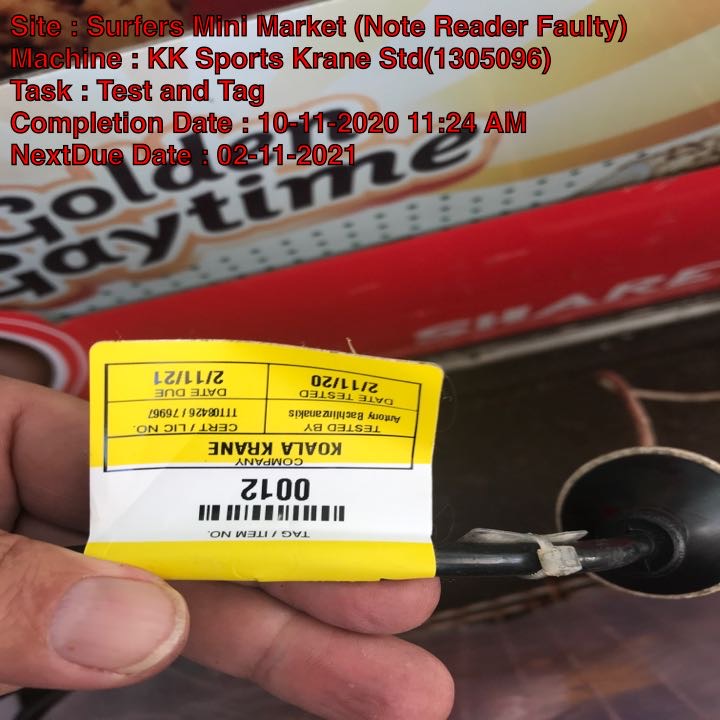 Site : Surfers Mini Market (Note Reader Faulty)
Machine : KK Sports Krane Std(1305096)
Task : Test and Tag
Completion Date : 10-11-2020 11:24 AM
NextDue Date : 02-11-2021
Golden
Gaytime
SHARE
TAG / ITEM NO.
0012
COMPANY
KOALA KRANE
TESTED BY
Antony Bachlinzanakis
CERT / LIC NO.
DATE TESTED
2/11/20
DATE DUE
2/11/21